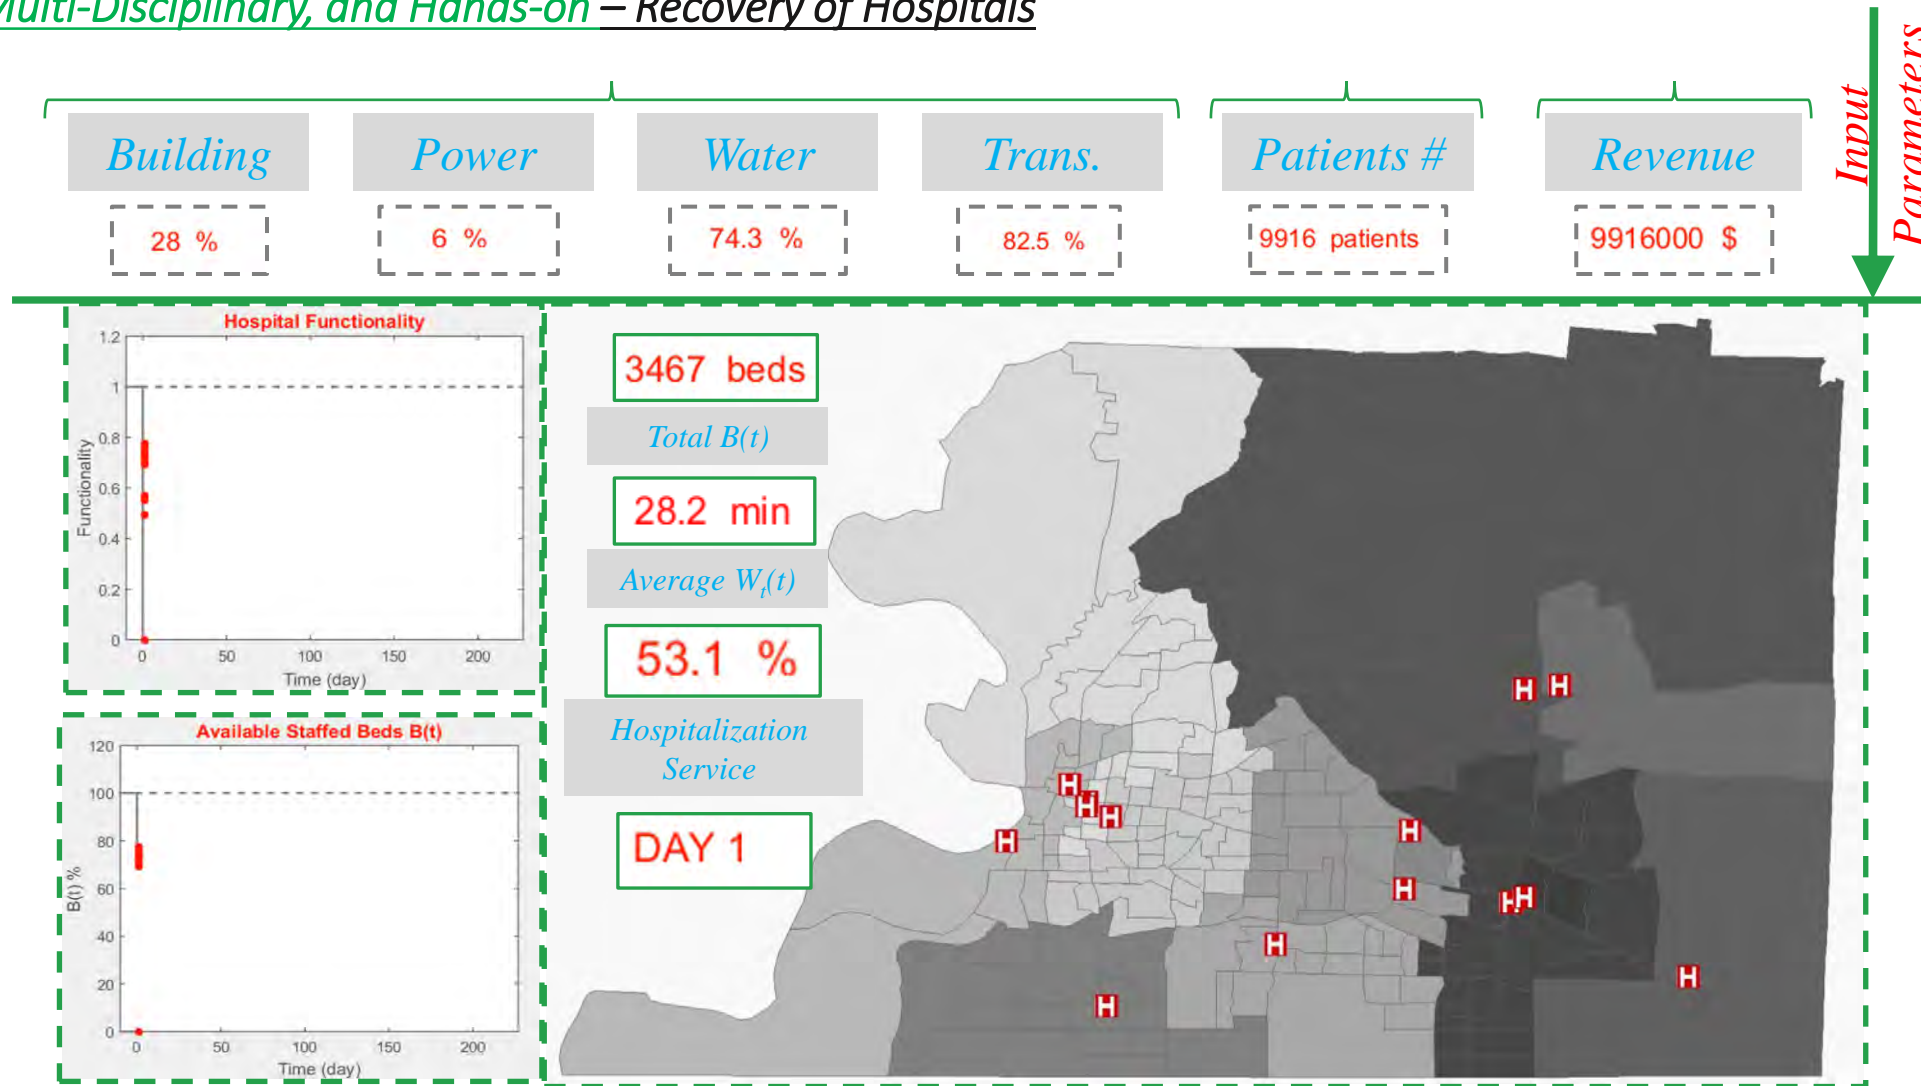 Multi-Disciplinary, and Hands-on – Recovery of Hospitals
Input
Parameters
Building
Power
Water
Trans.
Patients #
Revenue
28 %
6 %
74.3 %
82.5 %
9916 patients
9916000 $
Hospital Functionality
1.2
1
0.8
0.6
0.4
0.2
0
Functionality
0 50 100 150 200
Time (day)
Available Staffed Beds B(t)
120
100
80
60
40
20
0
B(t) %
0 50 100 150 200
Time (day)
3467 beds
Total B(t)
28.2 min
Average Wt(t)
53.1 %
Hospitalization
Service
DAY 1
H
H
H
H
H
H
H
H
H
H
H
H
H